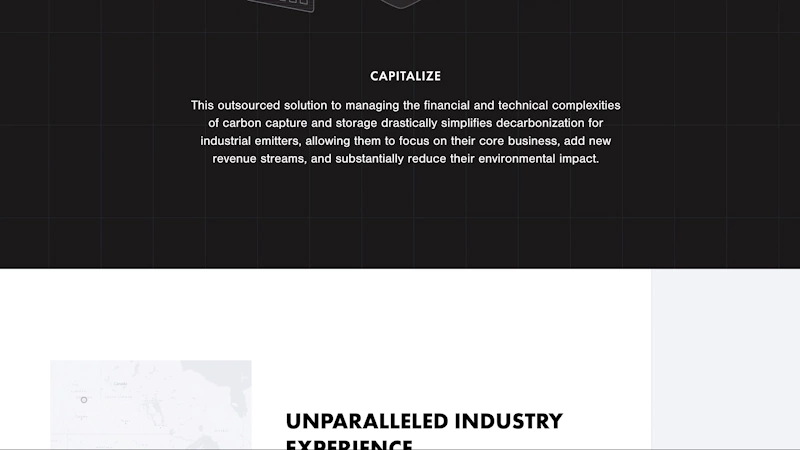 CAPITALIZE
This outsourced solution to managing the financial and technical complexities
of carbon capture and storage drastically simplifies decarbonization for
industrial emitters, allowing them to focus on their core business, add new
revenue streams, and substantially reduce their environmental impact.
UNPARALLELED INDUSTRY
EXPERIENCE